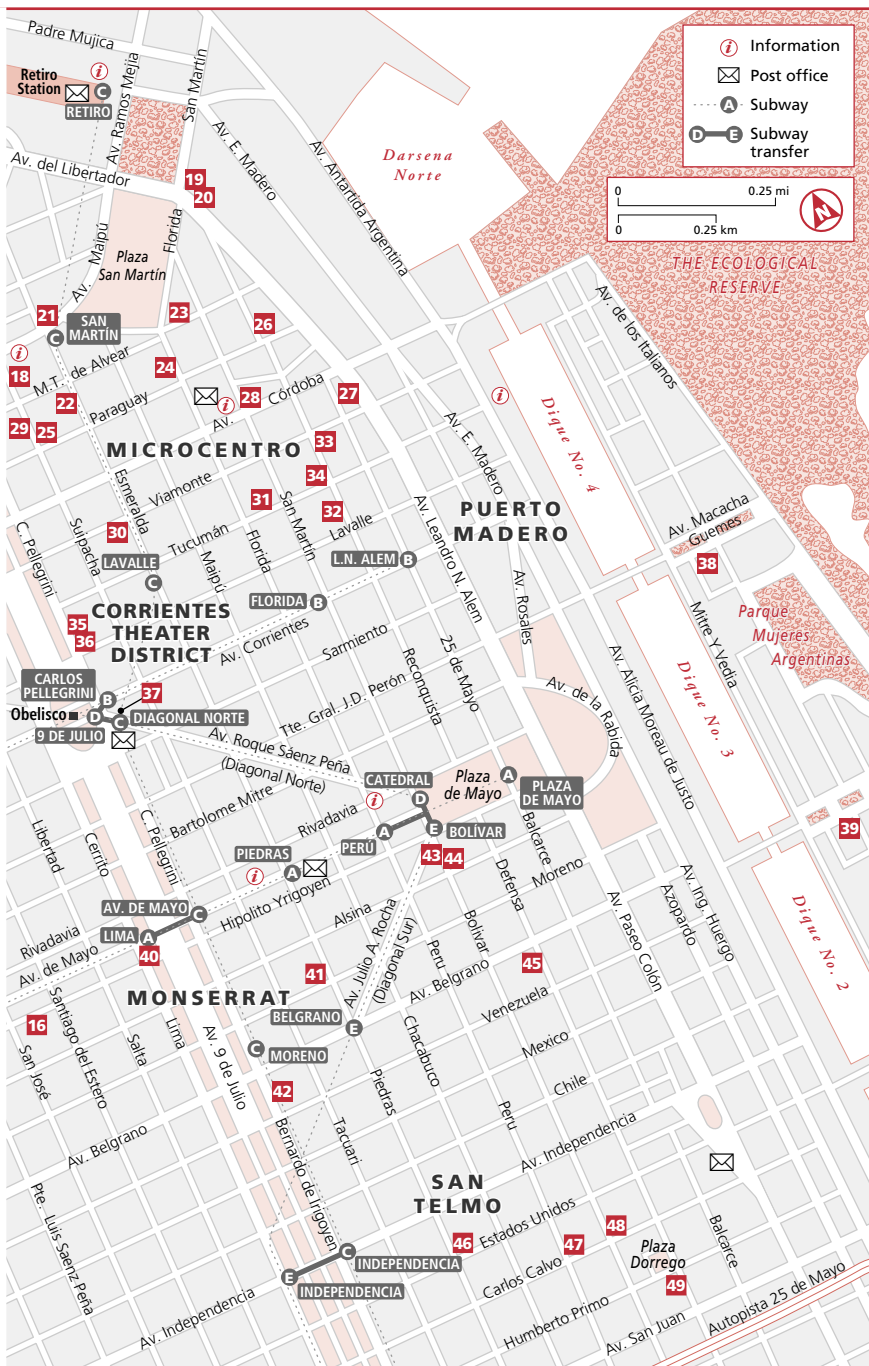 Padre Mujica
Retiro
Station
C
RETIRO
Av. Ramos Mejia
San Martín
Av. del Libertador
Av. E. Madero
Av. Antartida Argentina
Darsena
Norte
i Information
Post office
A Subway
D E Subway
transfer
0 0.25 mi
0 0.25 km
N
THE ECOLOGICAL
RESERVE
19
20
Av. Maipú
Plaza
San Martín
Florida
21
C
SAN
MARTÍN
23
26
18
M.T. de Alvear
24
22
Paraguay
28
Av. Córdoba
27
29
25
MICROCENTRO
33
34
Viamonte
31
32
Esmeralda
Suipacha
C. Pellegrini
30
Tucumán
Maipú
Florida
San Martín
Lavalle
LAVALLE
C
L.N. ALEM
B
FLORIDA
B
Av. Leandro N. Alem
Av. E. Madero
PUERTO
MADERO
Dique No. 4
Av. de los Italianos
Av. Macacha
Guemes
38
Parque
Mujeres
Argentinas
Mitre Y Vedia
Av. Rosales
35
36
CORRIENTES
THEATER
DISTRICT
Av. Corrientes
Sarmiento
Reconquista
25 de Mayo
Tte. Gral. J.D. Perón
Av. de la Rabida
Av. Alicia Moreau de Justo
Dique No. 3
CARLOS
PELLEGRINI
B
37
Obelisco
D
C
DIAGONAL NORTE
9 DE JULIO
Av. Roque Sáenz Peña
(Diagonal Norte)
CATEDRAL
D
Plaza
de Mayo
A
PLAZA
DE MAYO
Bartolome Mitre
Rivadavia
PERÚ
A
E
BOLÍVAR
43
44
Balcarce
39
Libertad
Cerrito
C. Pellegrini
PIEDRAS
A
Hipolito Yrigoyen
Defensa
Moreno
AV. DE MAYO
C
LIMA
A
40
Rivadavia
Av. de Mayo
Alsina
Av. Julio A. Rocha
(Diagonal Sur)
Peru
Bolivar
Av. Paseo Colón
Azopardo
Av. Ing. Huergo
Dique No. 2
41
MONSERRAT
45
Av. Belgrano
Venezuela
BELGRANO
E
16
San José
Santiago del Estero
Salta
Lima
Av. 9 de Julio
C
MORENO
Chacabuco
Mexico
42
Piedras
Chile
Peru
Av. Belgrano
Tacuari
Bernardo de Irigoyen
Av. Independencia
SAN
TELMO
Pte. Luis Saenz Peña
46
Estados Unidos
47
48
Balcarce
C
INDEPENDENCIA
E
INDEPENDENCIA
Carlos Calvo
Plaza
Dorrego
49
Av. Independencia
Humberto Primo
Av. San Juan
Autopista 25 de Mayo